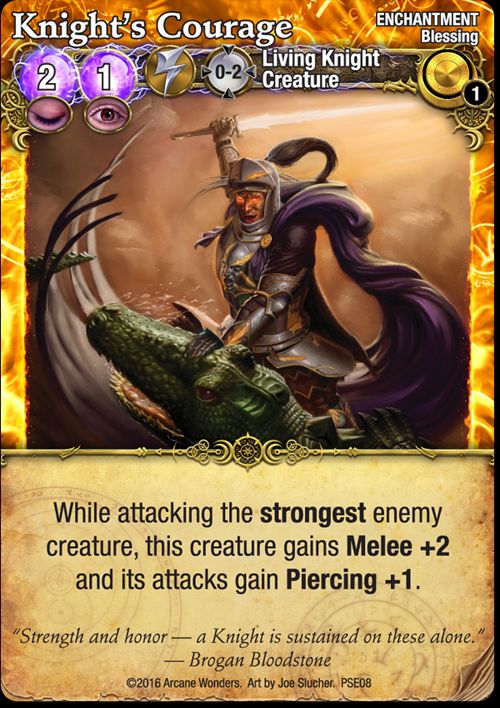 Knight's Courage
ENCHANTMENT
Blessing
2
1
0-2
Living Knight
Creature
1
While attacking the strongest enemy
creature, this creature gains Melee +2
and its attacks gain Piercing +1.
“Strength and honor — a Knight is sustained on these alone.”
— Brogan Bloodstone
©2016 Arcane Wonders. Art by Joe Slucher. PSE08